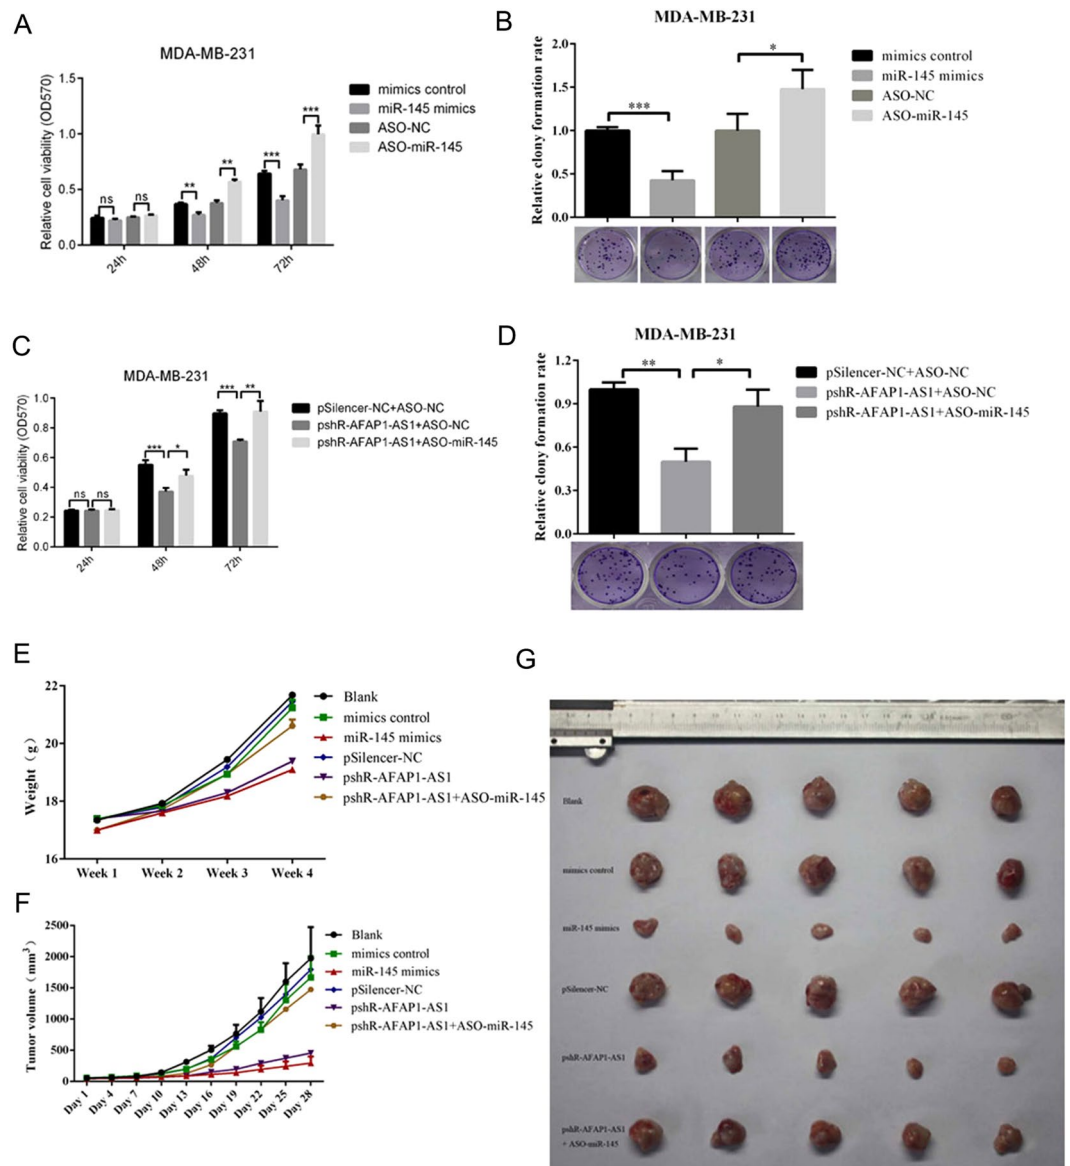 A
MDA-MB-231
Relative cell viability (OD570)
1.5
1.0
0.5
0.0
ns
ns
**
**
***
***
24h
48h
72h
mimics control
miR-145 mimics
ASO-NC
ASO-miR-145
B
MDA-MB-231
Relative clony formation rate
2.0
1.5
1.0
0.5
0.0
***
*
mimics control
miR-145 mimics
ASO-NC
ASO-miR-145
C
MDA-MB-231
Relative cell viability (OD570)
1.0
0.8
0.6
0.4
0.2
0.0
ns
ns
***
*
***
**
24h
48h
72h
pSilencer-NC+ASO-NC
pshR-AFAP1-AS1+ASO-NC
pshR-AFAP1-AS1+ASO-miR-145
D
MDA-MB-231
Relative clony formation rate
1.2
0.9
0.6
0.3
0.0
**
*
pSilencer-NC+ASO-NC
pshR-AFAP1-AS1+ASO-NC
pshR-AFAP1-AS1+ASO-miR-145
E
Weight (g)
22
20
18
16
Week 1
Week 2
Week 3
Week 4
Blank
mimics control
miR-145 mimics
pSilencer-NC
pshR-AFAP1-AS1
pshR-AFAP1-AS1+ASO-miR-145
F
Tumor volume (mm³)
2500
2000
1500
1000
500
0
Day 1
Day 4
Day 7
Day 10
Day 13
Day 16
Day 19
Day 22
Day 25
Day 28
Blank
mimics control
miR-145 mimics
pSilencer-NC
pshR-AFAP1-AS1
pshR-AFAP1-AS1+ASO-miR-145
G
Blank
mimics control
miR-145 mimics
pSilencer-NC
pshR-AFAP1-AS1
pshR-AFAP1-AS1
+ ASO-miR-145